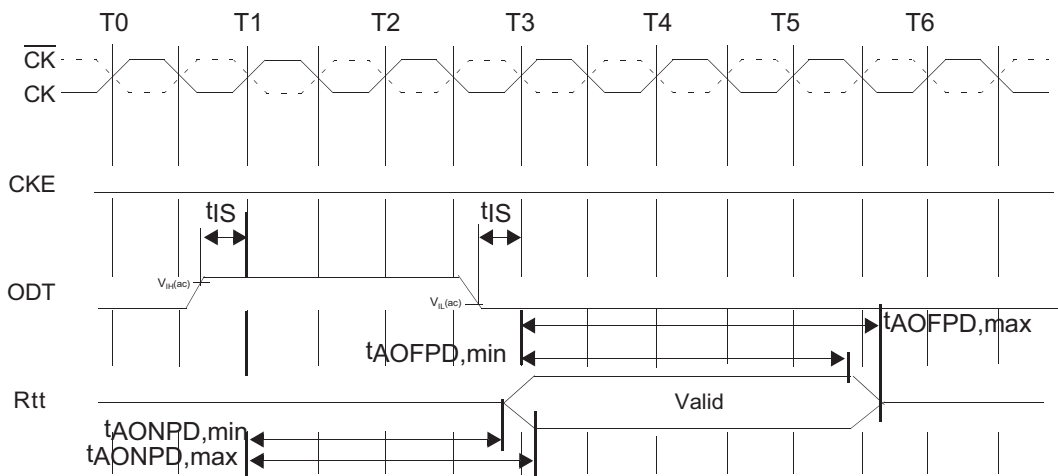 T0 T1 T2 T3 T4 T5 T6
CK
CK
CKE
tIS tIS
VIH(ac)
ODT
VIL(ac)
tAOFPD,max
tAOFPD,min
Rtt Valid
tAONPD,min
tAONPD,max